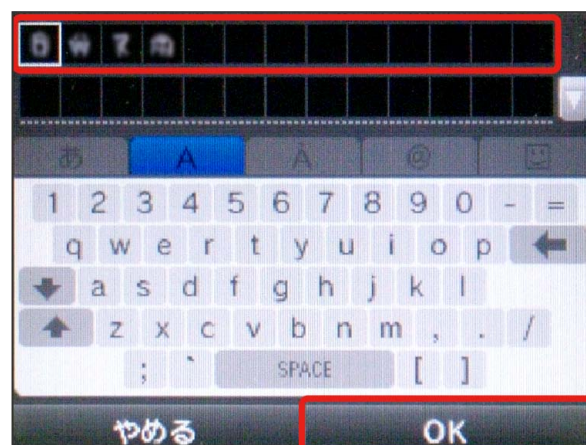 あ A À @
1 2 3 4 5 6 7 8 9 0 - =
q w e r t y u i o p
a s d f g h j k l
z x c v b n m , . /
; ` SPACE [ ]
やめる OK